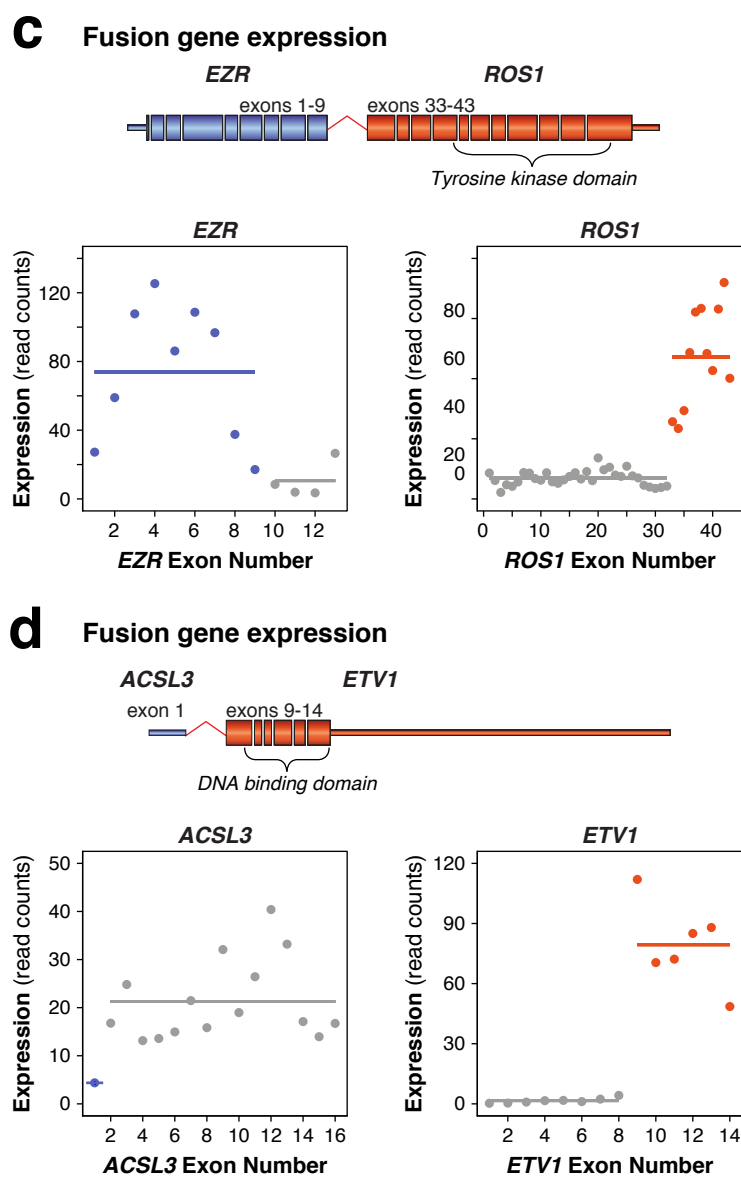 c Fusion gene expression
EZR ROS1
exons 1-9 exons 33-43
Tyrosine kinase domain
EZR
Expression (read counts)
120
80
40
0
2 4 6 8 10 12
EZR Exon Number
ROS1
Expression (read counts)
80
60
40
20
0
0 10 20 30 40
ROS1 Exon Number
d Fusion gene expression
ACSL3 ETV1
exon 1 exons 9-14
DNA binding domain
ACSL3
Expression (read counts)
50
40
30
20
10
0
2 4 6 8 10 12 14 16
ACSL3 Exon Number
ETV1
Expression (read counts)
120
90
60
30
0
2 4 6 8 10 12 14
ETV1 Exon Number